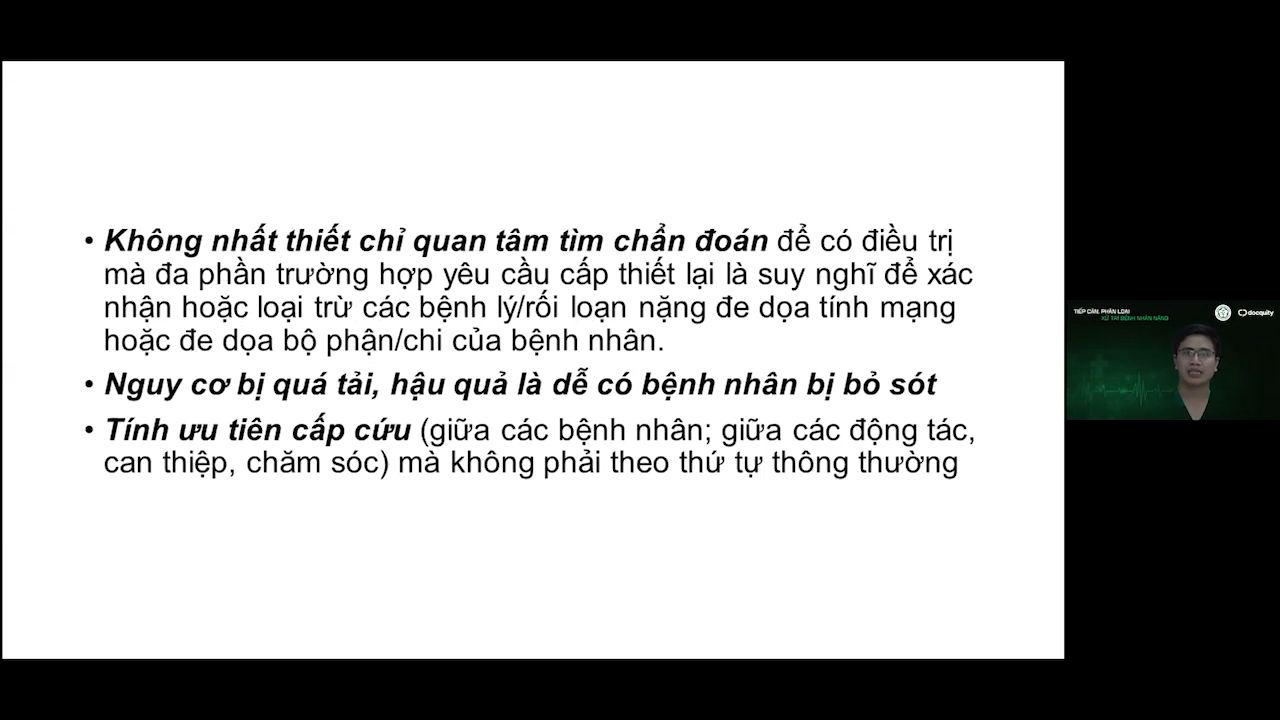 • Không nhất thiết chỉ quan tâm tìm chẩn đoán để có điều trị
mà đa phần trường hợp yêu cầu cấp thiết lại là suy nghĩ để xác
nhận hoặc loại trừ các bệnh lý/rối loạn nặng đe dọa tính mạng
hoặc đe dọa bộ phận/chi của bệnh nhân.
• Nguy cơ bị quá tải, hậu quả là dễ có bệnh nhân bị bỏ sót
• Tính ưu tiên cấp cứu (giữa các bệnh nhân; giữa các động tác,
can thiệp, chăm sóc) mà không phải theo thứ tự thông thường
TIẾP CẬN, PHÂN LOẠI
XỬ TRÍ BỆNH NHÂN NẶNG
docquity